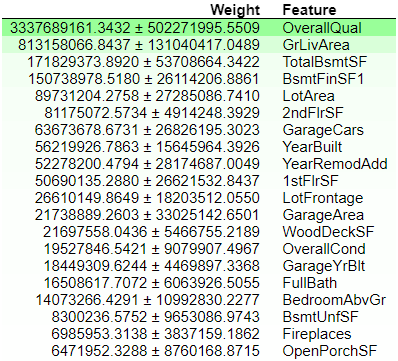 Weight Feature
3337689161.3432 ± 502271995.5509 OverallQual
813158066.8437 ± 131040417.0489 GrLivArea
171829373.8920 ± 53708664.3422 TotalBsmtSF
150738978.5180 ± 26114206.8861 BsmtFinSF1
89731204.2758 ± 27285086.7410 LotArea
81175072.5734 ± 4914248.3929 2ndFlrSF
63673678.6731 ± 26826195.3023 GarageCars
56219926.7863 ± 15645964.3926 YearBuilt
52278200.4794 ± 28174687.0049 YearRemodAdd
50690135.2880 ± 26621532.8437 1stFlrSF
26610149.8649 ± 18203512.0550 LotFrontage
21738889.2603 ± 33025142.6501 GarageArea
21697558.0436 ± 5466755.2189 WoodDeckSF
19527846.5421 ± 9079907.4967 OverallCond
18449309.6244 ± 4469897.3368 GarageYrBlt
16508617.7072 ± 6063926.5055 FullBath
14073266.4291 ± 10992830.2277 BedroomAbvGr
8300236.5752 ± 9653086.9743 BsmtUnfSF
6985953.3138 ± 3837159.1862 Fireplaces
6471952.3288 ± 8760168.8715 OpenPorchSF